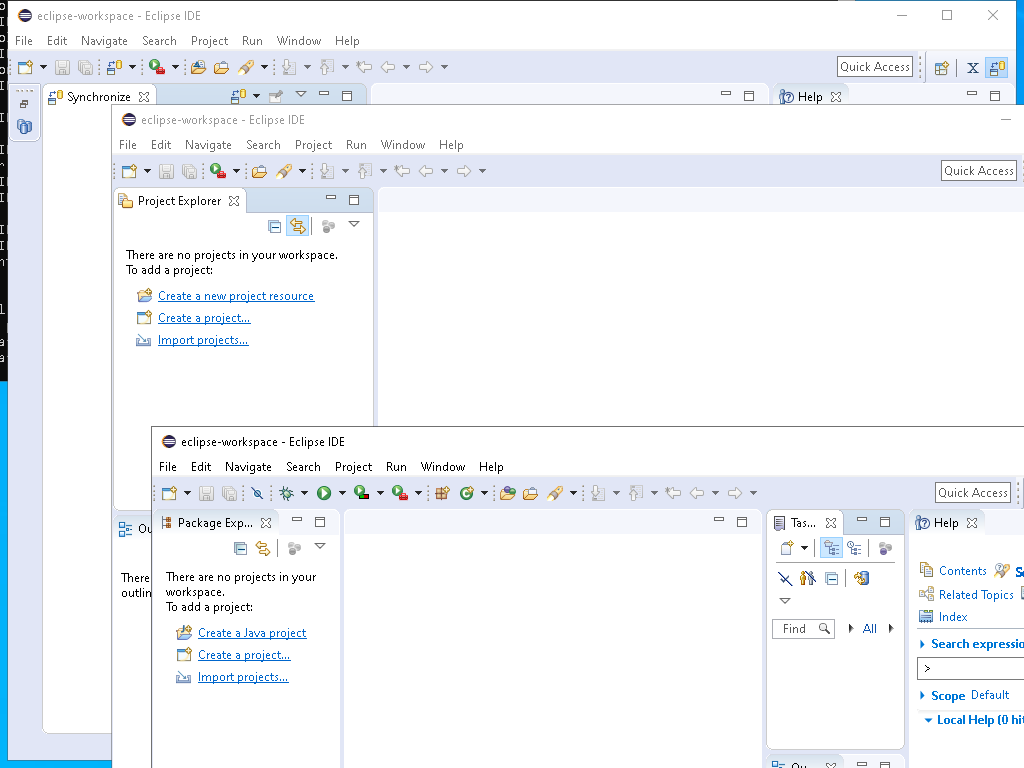 eclipse-workspace - Eclipse IDE
File Edit Navigate Search Project Run Window Help
Quick Access
Synchronize
Help
eclipse-workspace - Eclipse IDE
File Edit Navigate Search Project Run Window Help
Quick Access
Project Explorer
There are no projects in your workspace.
To add a project:
Create a new project resource
Create a project...
Import projects...
Ou
There
outlin
eclipse-workspace - Eclipse IDE
File Edit Navigate Search Project Run Window Help
Quick Access
Package Exp...
There are no projects in your
workspace.
To add a project:
Create a Java project
Create a project...
Import projects...
Tas...
Find
All
Ou
Help
Contents
Related Topics
Index
Search expressio
>
Scope Default
Local Help (0 hit